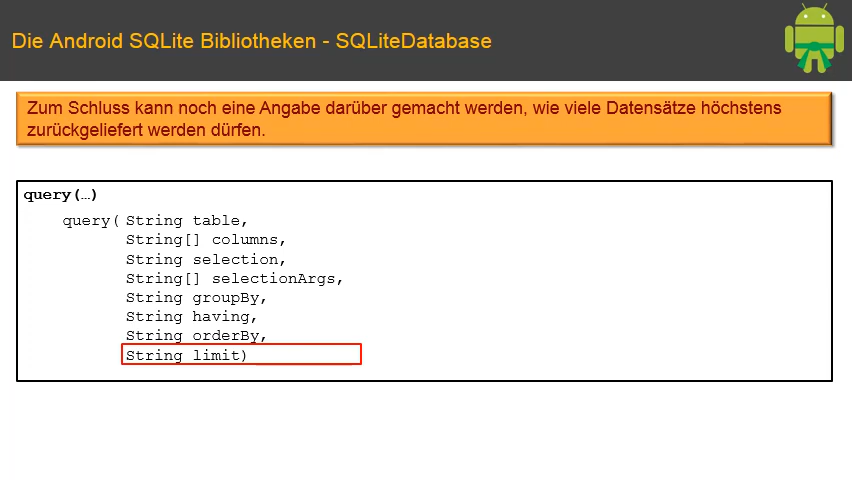 Die Android SQLite Bibliotheken - SQLiteDatabase
Zum Schluss kann noch eine Angabe darüber gemacht werden, wie viele Datensätze höchstens
zurückgeliefert werden dürfen.
query(…)
query( String table,
String[] columns,
String selection,
String[] selectionArgs,
String groupBy,
String having,
String orderBy,
String limit)